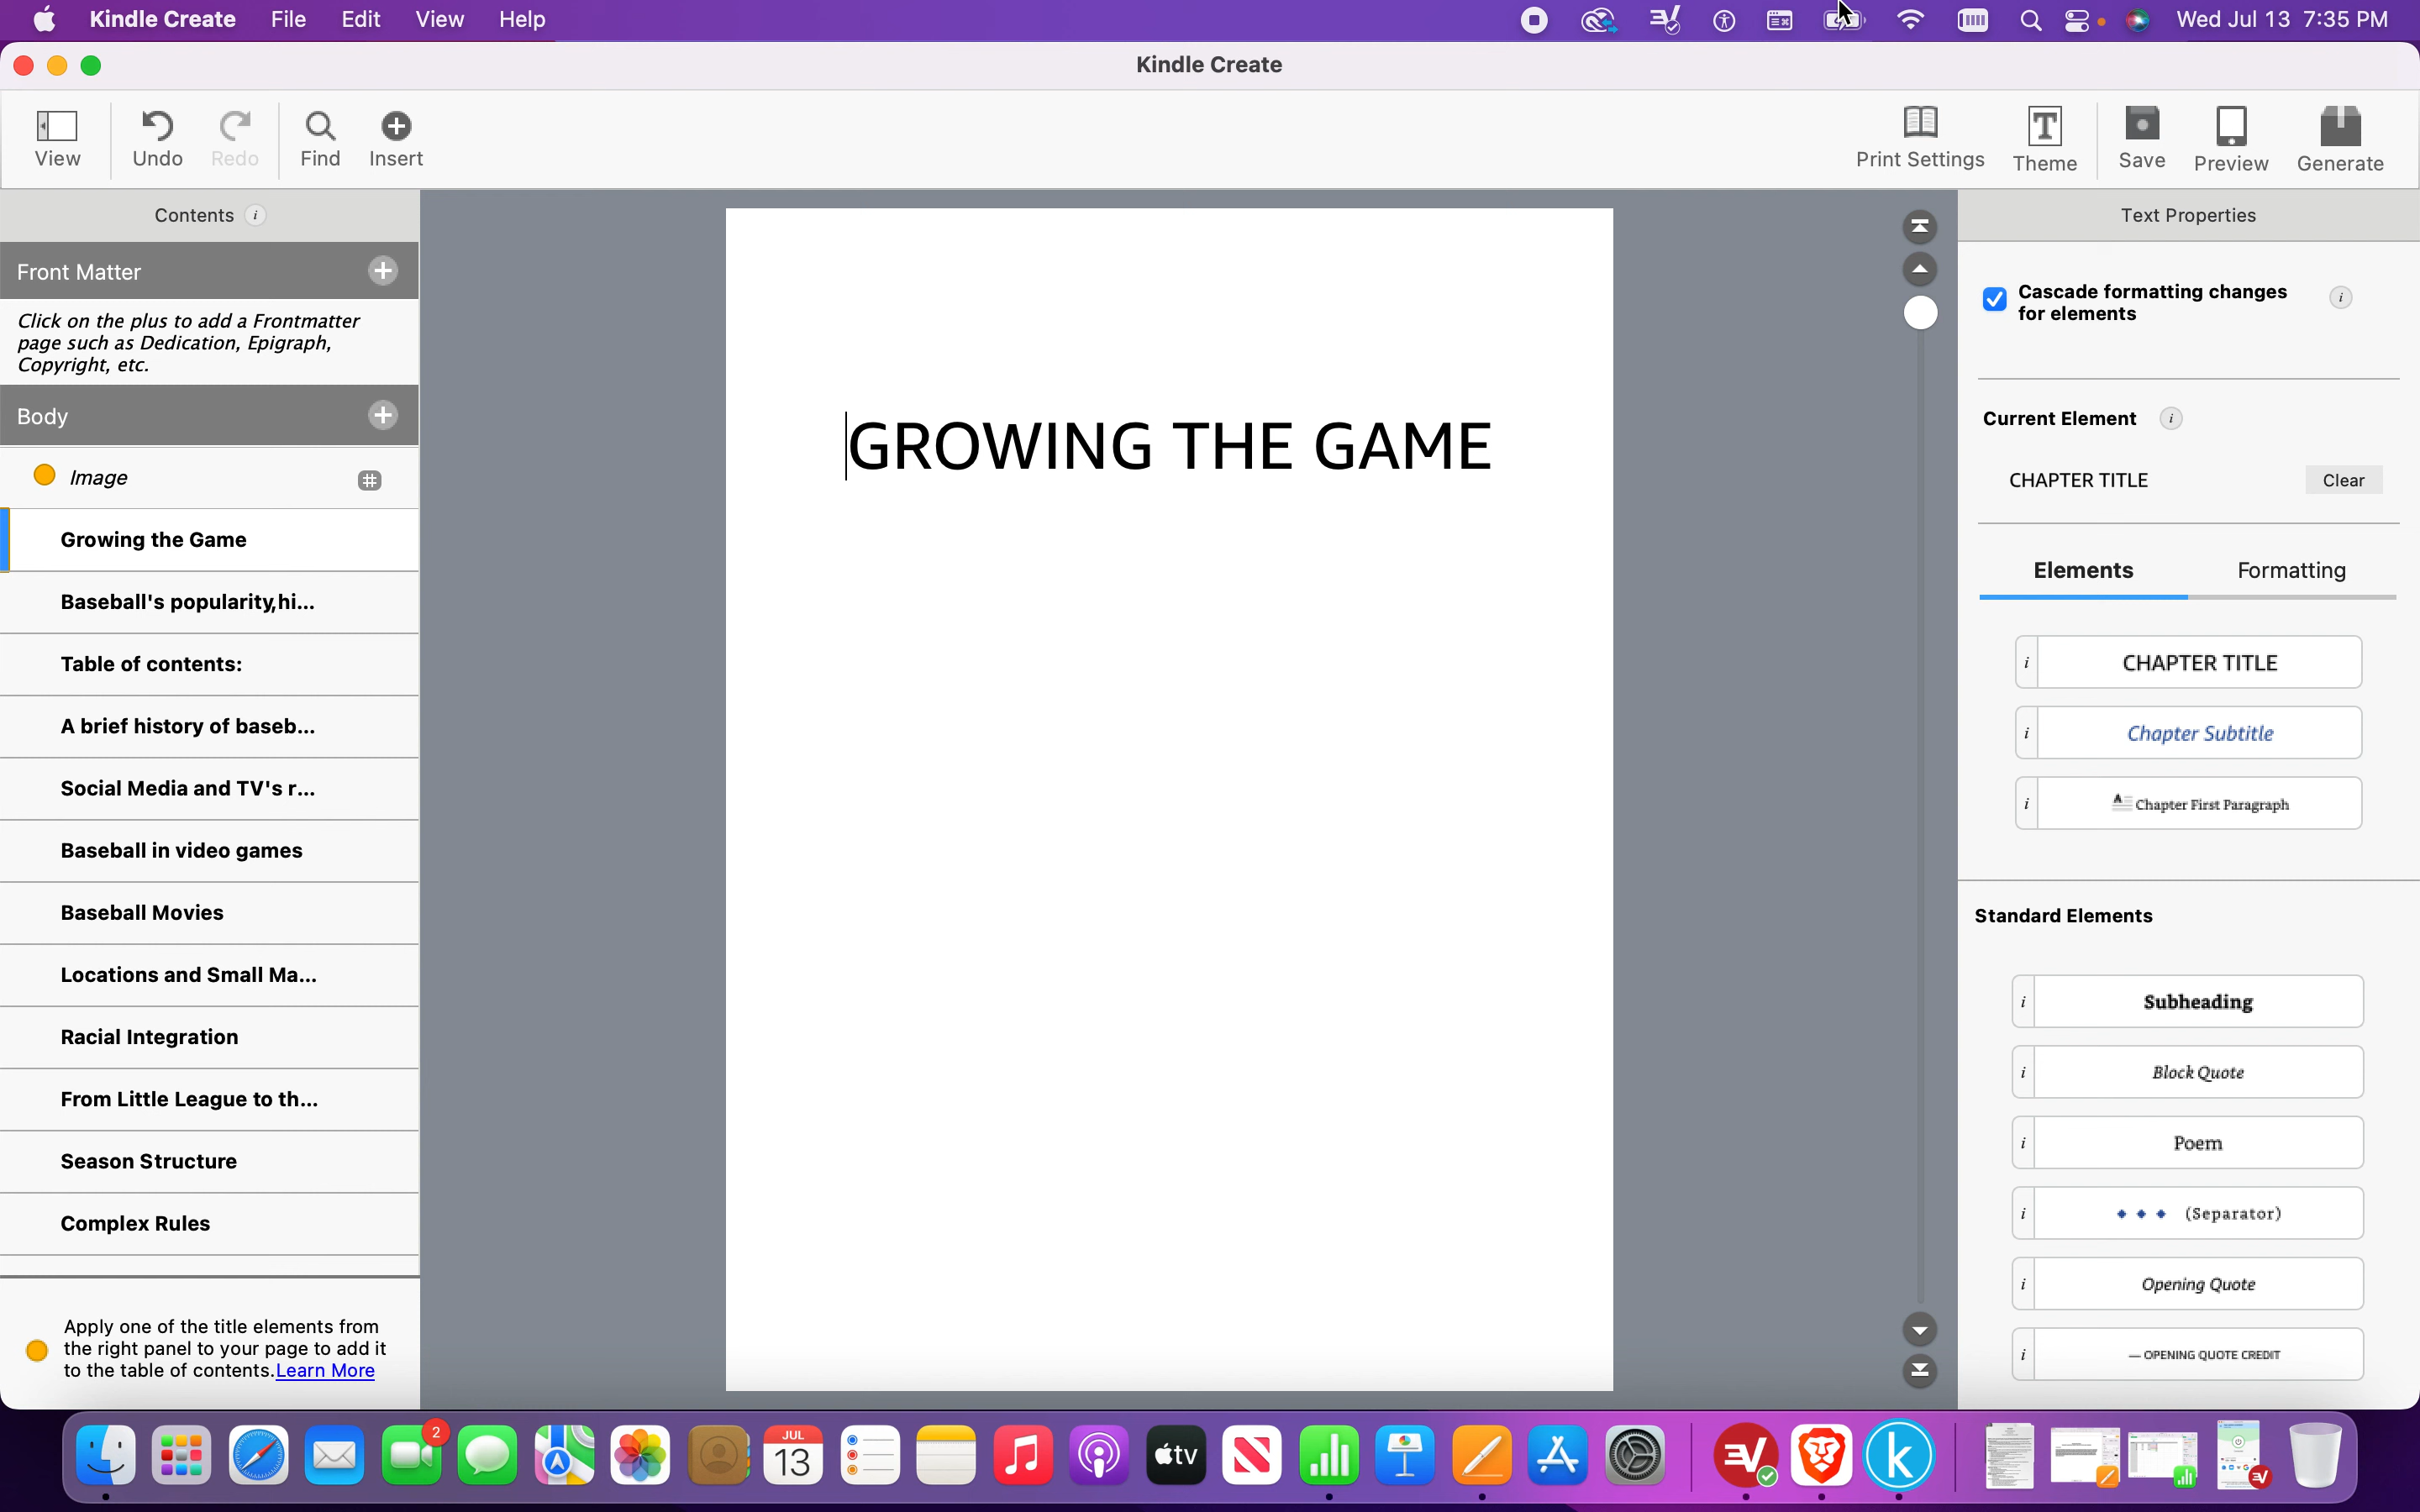 Kindle Create File Edit View Help Wed Jul 13 7:35 PM
Kindle Create
View Undo Redo Find Insert Print Settings Theme Save Preview Generate
Contents i
Front Matter
Click on the plus to add a Frontmatter
page such as Dedication, Epigraph,
Copyright, etc.
Body
Image #
Growing the Game
Baseball's popularity,hi...
Table of contents:
A brief history of baseb...
Social Media and TV's r...
Baseball in video games
Baseball Movies
Locations and Small Ma...
Racial Integration
From Little League to th...
Season Structure
Complex Rules
Apply one of the title elements from
the right panel to your page to add it
to the table of contents. Learn More
GROWING THE GAME
Text Properties
Cascade formatting changes
for elements i
Current Element i
CHAPTER TITLE Clear
Elements Formatting
i CHAPTER TITLE
i Chapter Subtitle
i A Chapter First Paragraph
Standard Elements
i Subheading
i Block Quote
i Poem
i (Separator)
i Opening Quote
i — OPENING QUOTE CREDIT
2 JUL 13 tv k